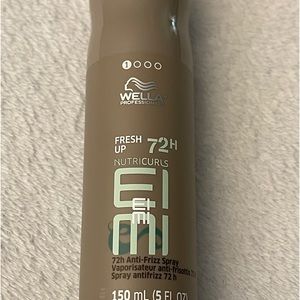 1
WELLA
PROFESSIONALS
FRESH
UP 72H
NUTRICURLS
EIMI
72h Anti-Frizz Spray
Vaporisateur anti-frisottis
Spray antifrizz 72 h
150 mL (5 FL OZ